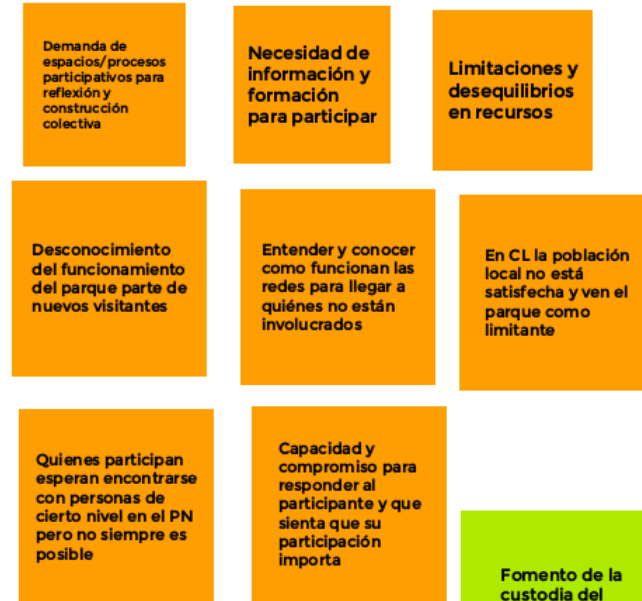 Demanda de
espacios/procesos
participativos para
reflexión y
construcción
colectiva
Necesidad de
información y
formación
para participar
Limitaciones y
desequilibrios
en recursos
Desconocimiento
del funcionamiento
del parque parte de
nuevos visitantes
Entender y conocer
como funcionan las
redes para llegar a
quiénes no están
involucrados
En CL la población
local no está
satisfecha y ven el
parque como
limitante
Quienes participan
esperan encontrarse
con personas de
cierto nivel en el PN
pero no siempre es
posible
Capacidad y
compromiso para
responder al
participante y que
sienta que su
participación
importa
Fomento de la
custodia del